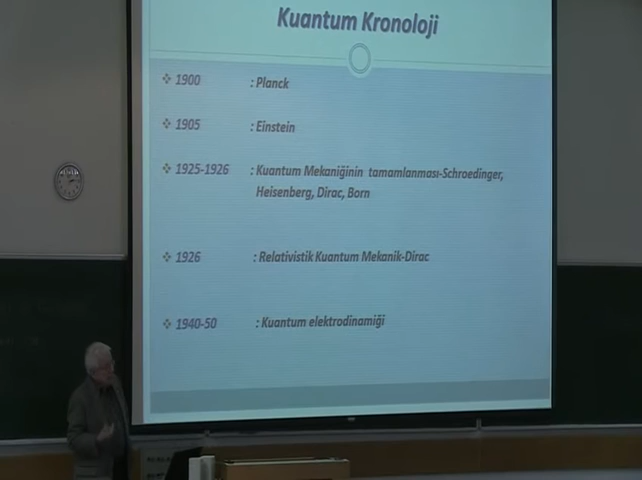 Kuantum Kronoloji
1900 : Planck
1905 : Einstein
1925-1926 : Kuantum Mekaniğinin tamamlanması-Schroedinger,
Heisenberg, Dirac, Born
1926 : Relativistik Kuantum Mekanik-Dirac
1940-50 : Kuantum elektrodinamiği